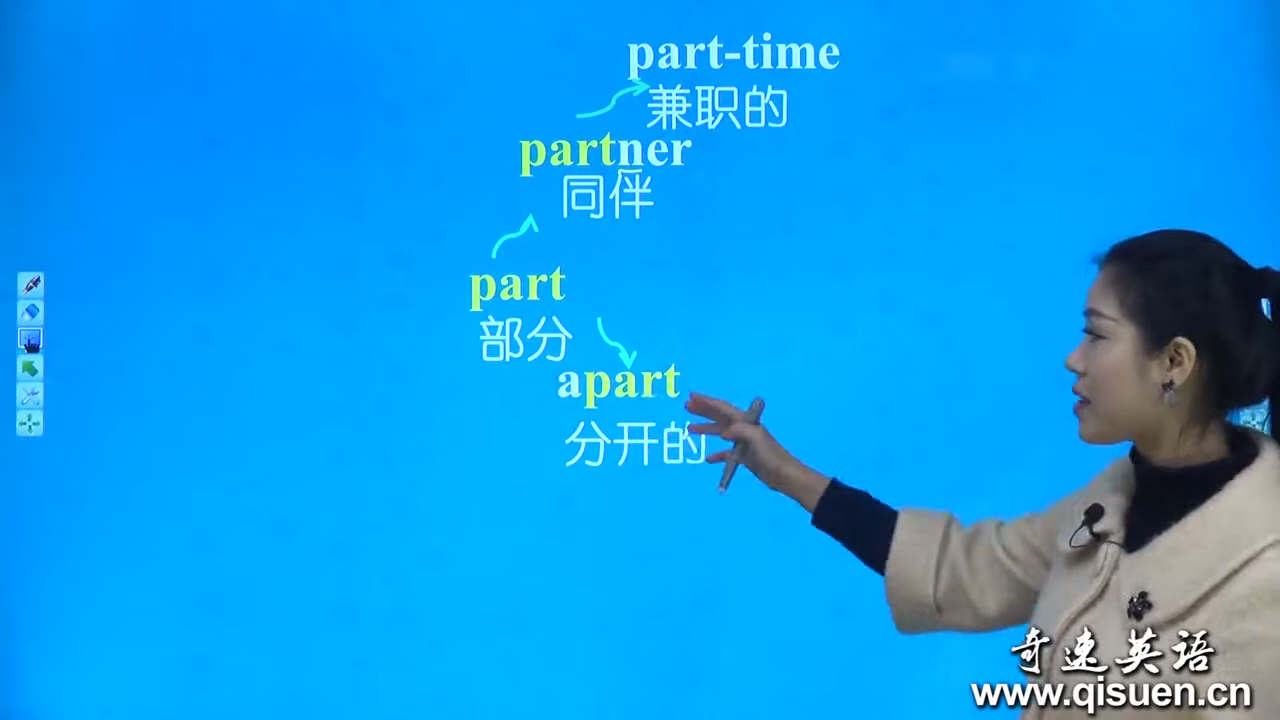 part-time
兼职的
partner
同伴
part
部分
apart
分开的
奇速英语
www.qisuen.cn